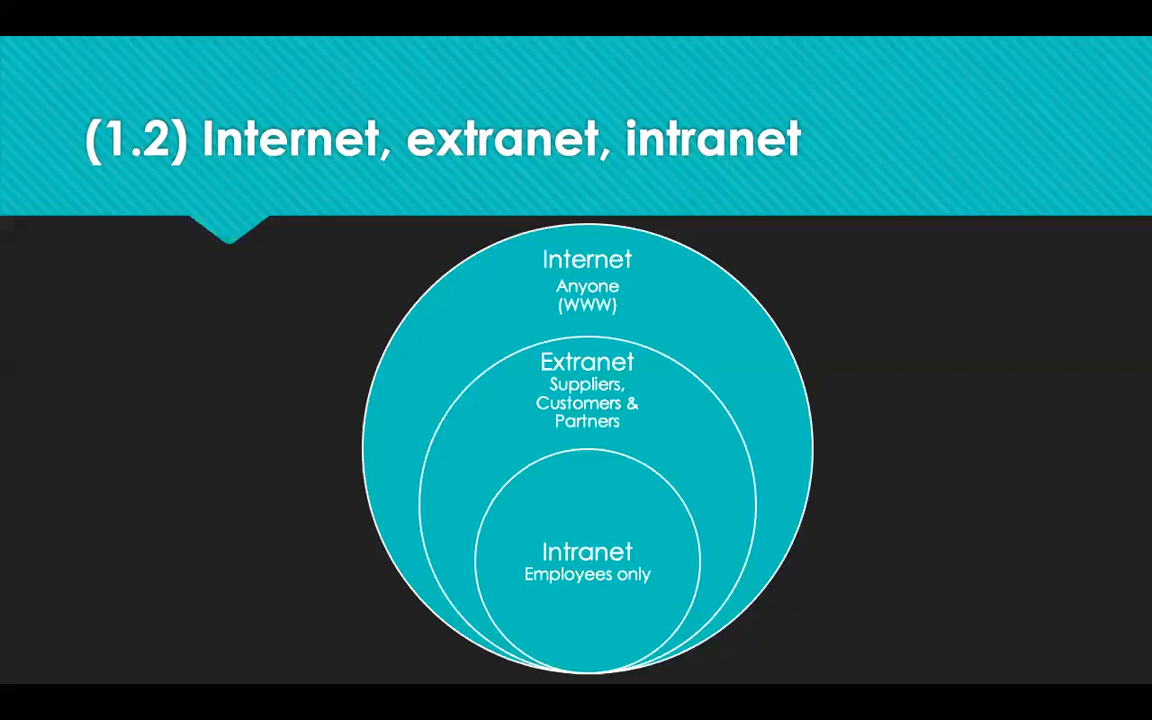 (1.2) Internet, extranet, intranet
Internet
Anyone
(WWW)
Extranet
Suppliers,
Customers &
Partners
Intranet
Employees only